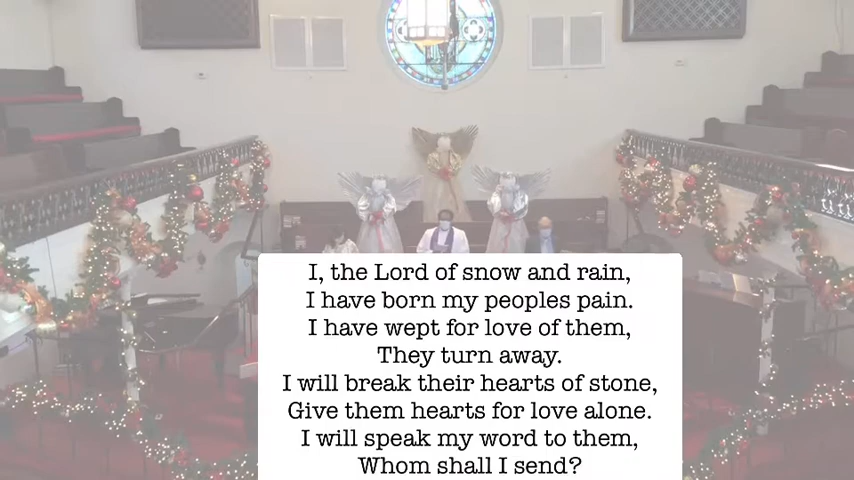 I, the Lord of snow and rain,
I have born my peoples pain.
I have wept for love of them,
They turn away.
I will break their hearts of stone,
Give them hearts for love alone.
I will speak my word to them,
Whom shall I send?